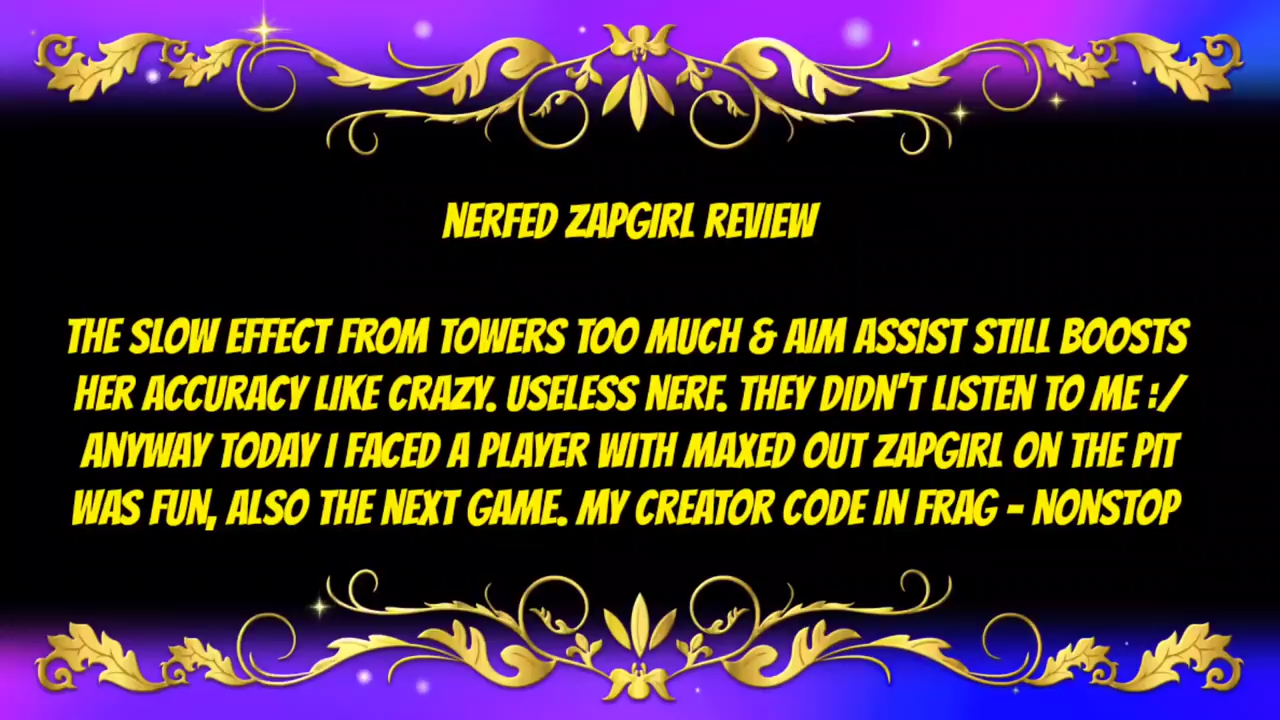 NERFED ZAPGIRL REVIEW
THE SLOW EFFECT FROM TOWERS TOO MUCH & AIM ASSIST STILL BOOSTS
HER ACCURACY LIKE CRAZY. USELESS NERF. THEY DIDN'T LISTEN TO ME :/
ANYWAY TODAY I FACED A PLAYER WITH MAXED OUT ZAPGIRL ON THE PIT
WAS FUN, ALSO THE NEXT GAME. MY CREATOR CODE IN FRAG - NONSTOP